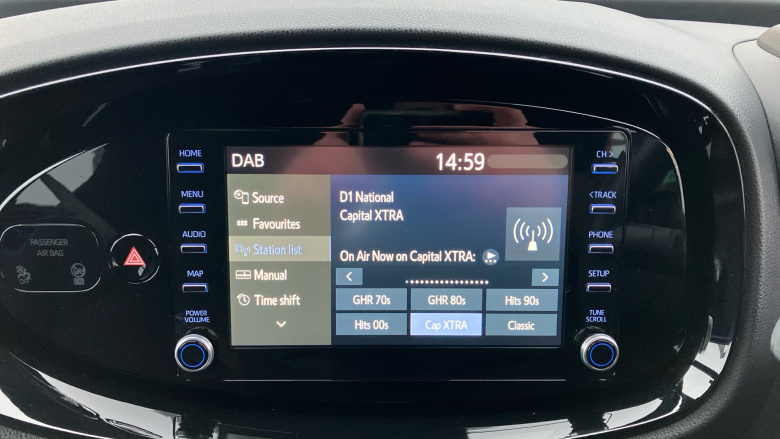 HOME
MENU
AUDIO
MAP
POWER
VOLUME
PASSENGER
AIR BAG
OFF
DAB
14:59
Source
Favourites
Station list
Manual
Time shift
D1 National
Capital XTRA
On Air Now on Capital XTRA:
GHR 70s
GHR 80s
Hits 90s
Hits 00s
Cap XTRA
Classic
CH >
< TRACK
PHONE
SETUP
TUNE
SCROLL